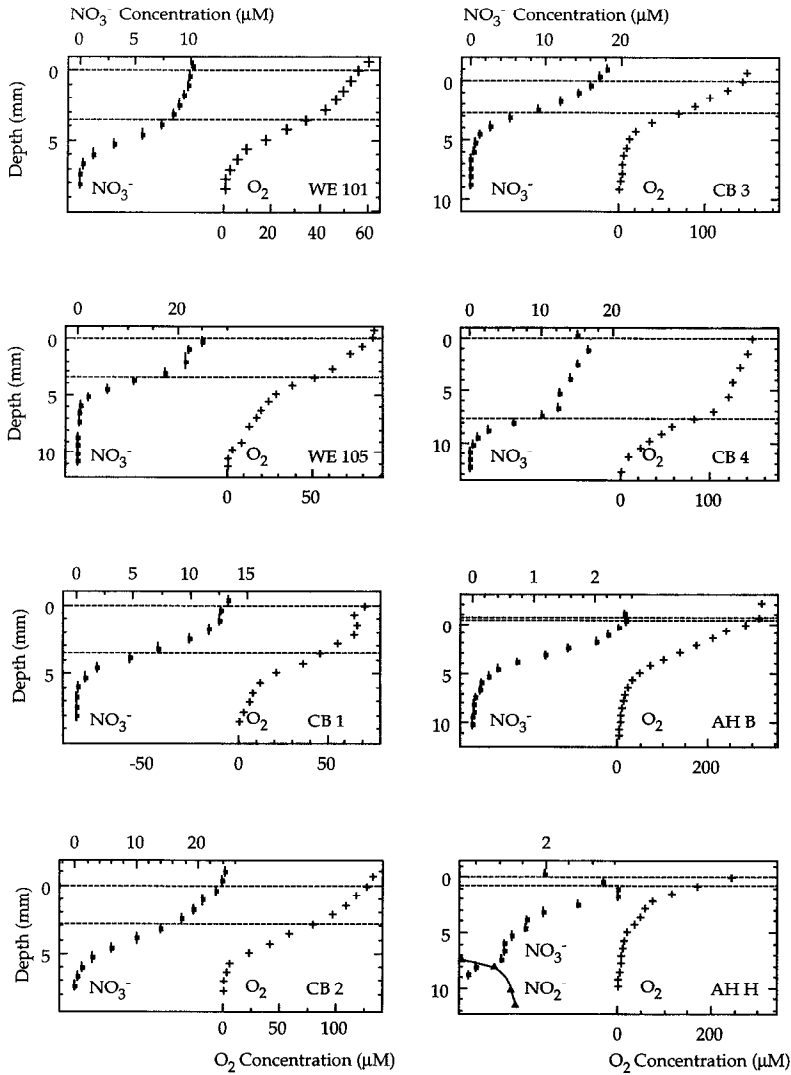 NO₃⁻ Concentration (µM)
0 5 10
Depth (mm)
0
5
NO₃⁻
O₂
WE 101
0 20 40 60
NO₃⁻ Concentration (µM)
0 10 20
0
5
10
NO₃⁻
O₂
CB 3
0 100
0 20
Depth (mm)
0
5
10
NO₃⁻
O₂
WE 105
0 50
0 10 20
0
5
10
NO₃⁻
O₂
CB 4
0 100
0 5 10 15
Depth (mm)
0
5
NO₃⁻
O₂
CB 1
-50 0 50
0 1 2
0
5
10
NO₃⁻
O₂
AH B
0 200
0 10 20
Depth (mm)
0
5
NO₃⁻
O₂
CB 2
0 50 100
O₂ Concentration (µM)
2
0
5
10
NO₃⁻
NO₂⁻
O₂
AH H
0 200
O₂ Concentration (µM)